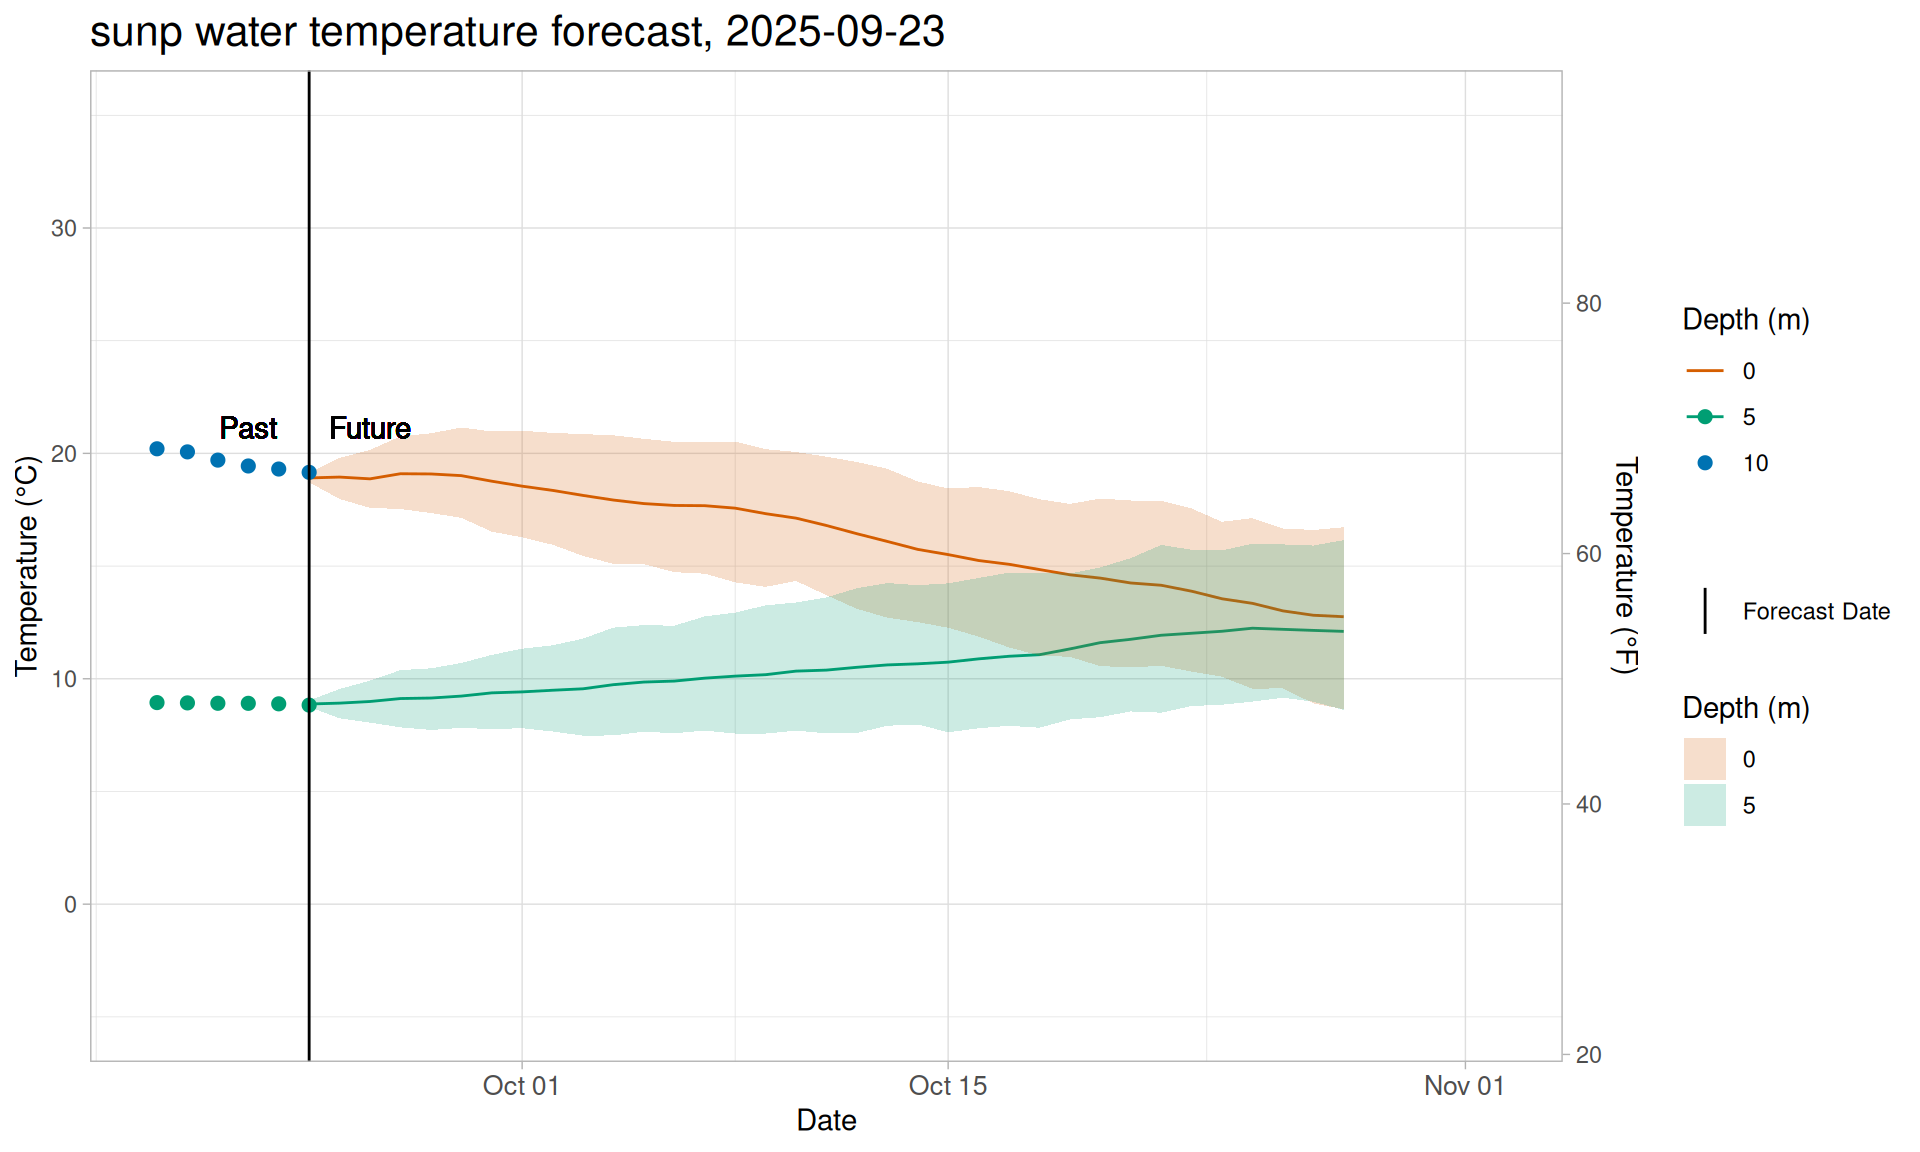 sunp water temperature forecast, 2025-09-23
Temperature (°C)
30
20
10
0
Past
Future
80
60
40
20
Temperature (°F)
Oct 01
Oct 15
Nov 01
Date
Depth (m)
0
5
10
Forecast Date
Depth (m)
0
5